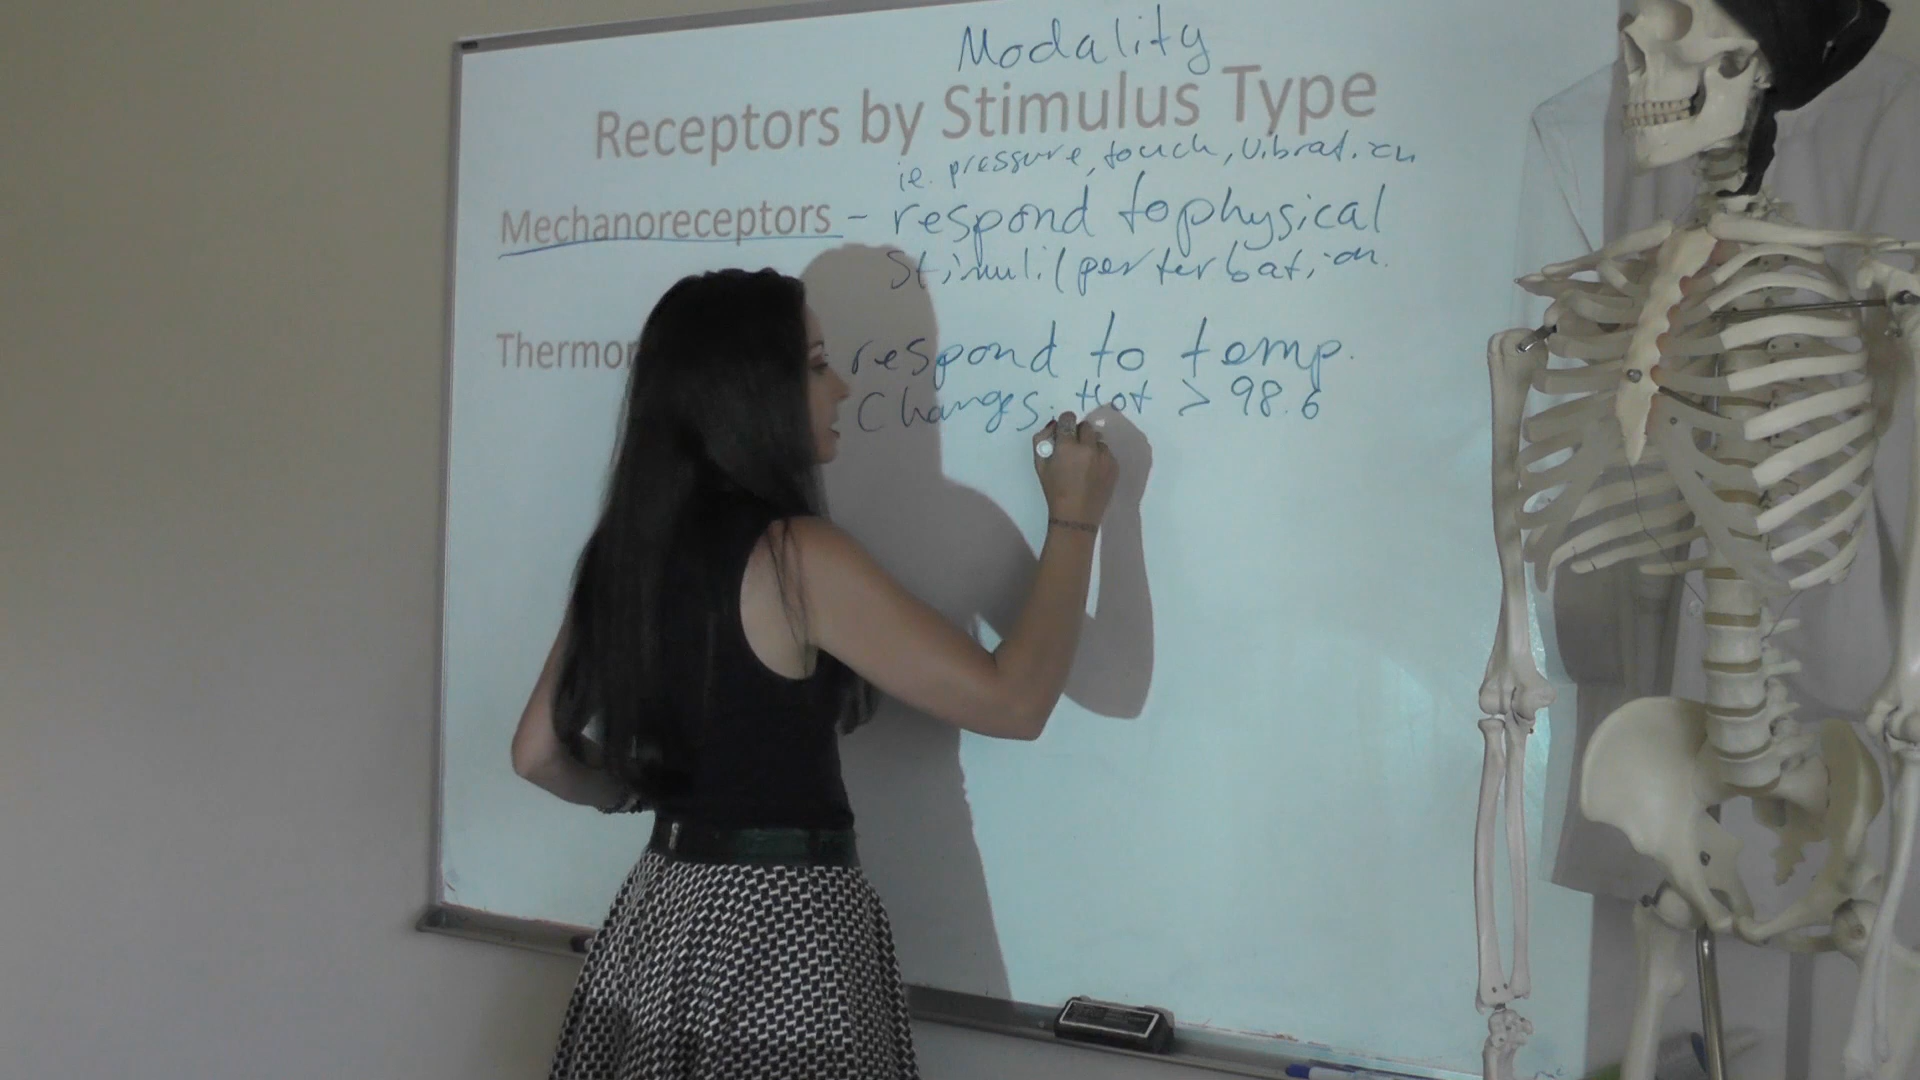 Modality
Receptors by Stimulus Type
ie. pressure, touch, Vibration
Mechanoreceptors - respond to physical
Stimuli/perterbation.
Thermor respond to temp.
Changes. Hot > 98.6